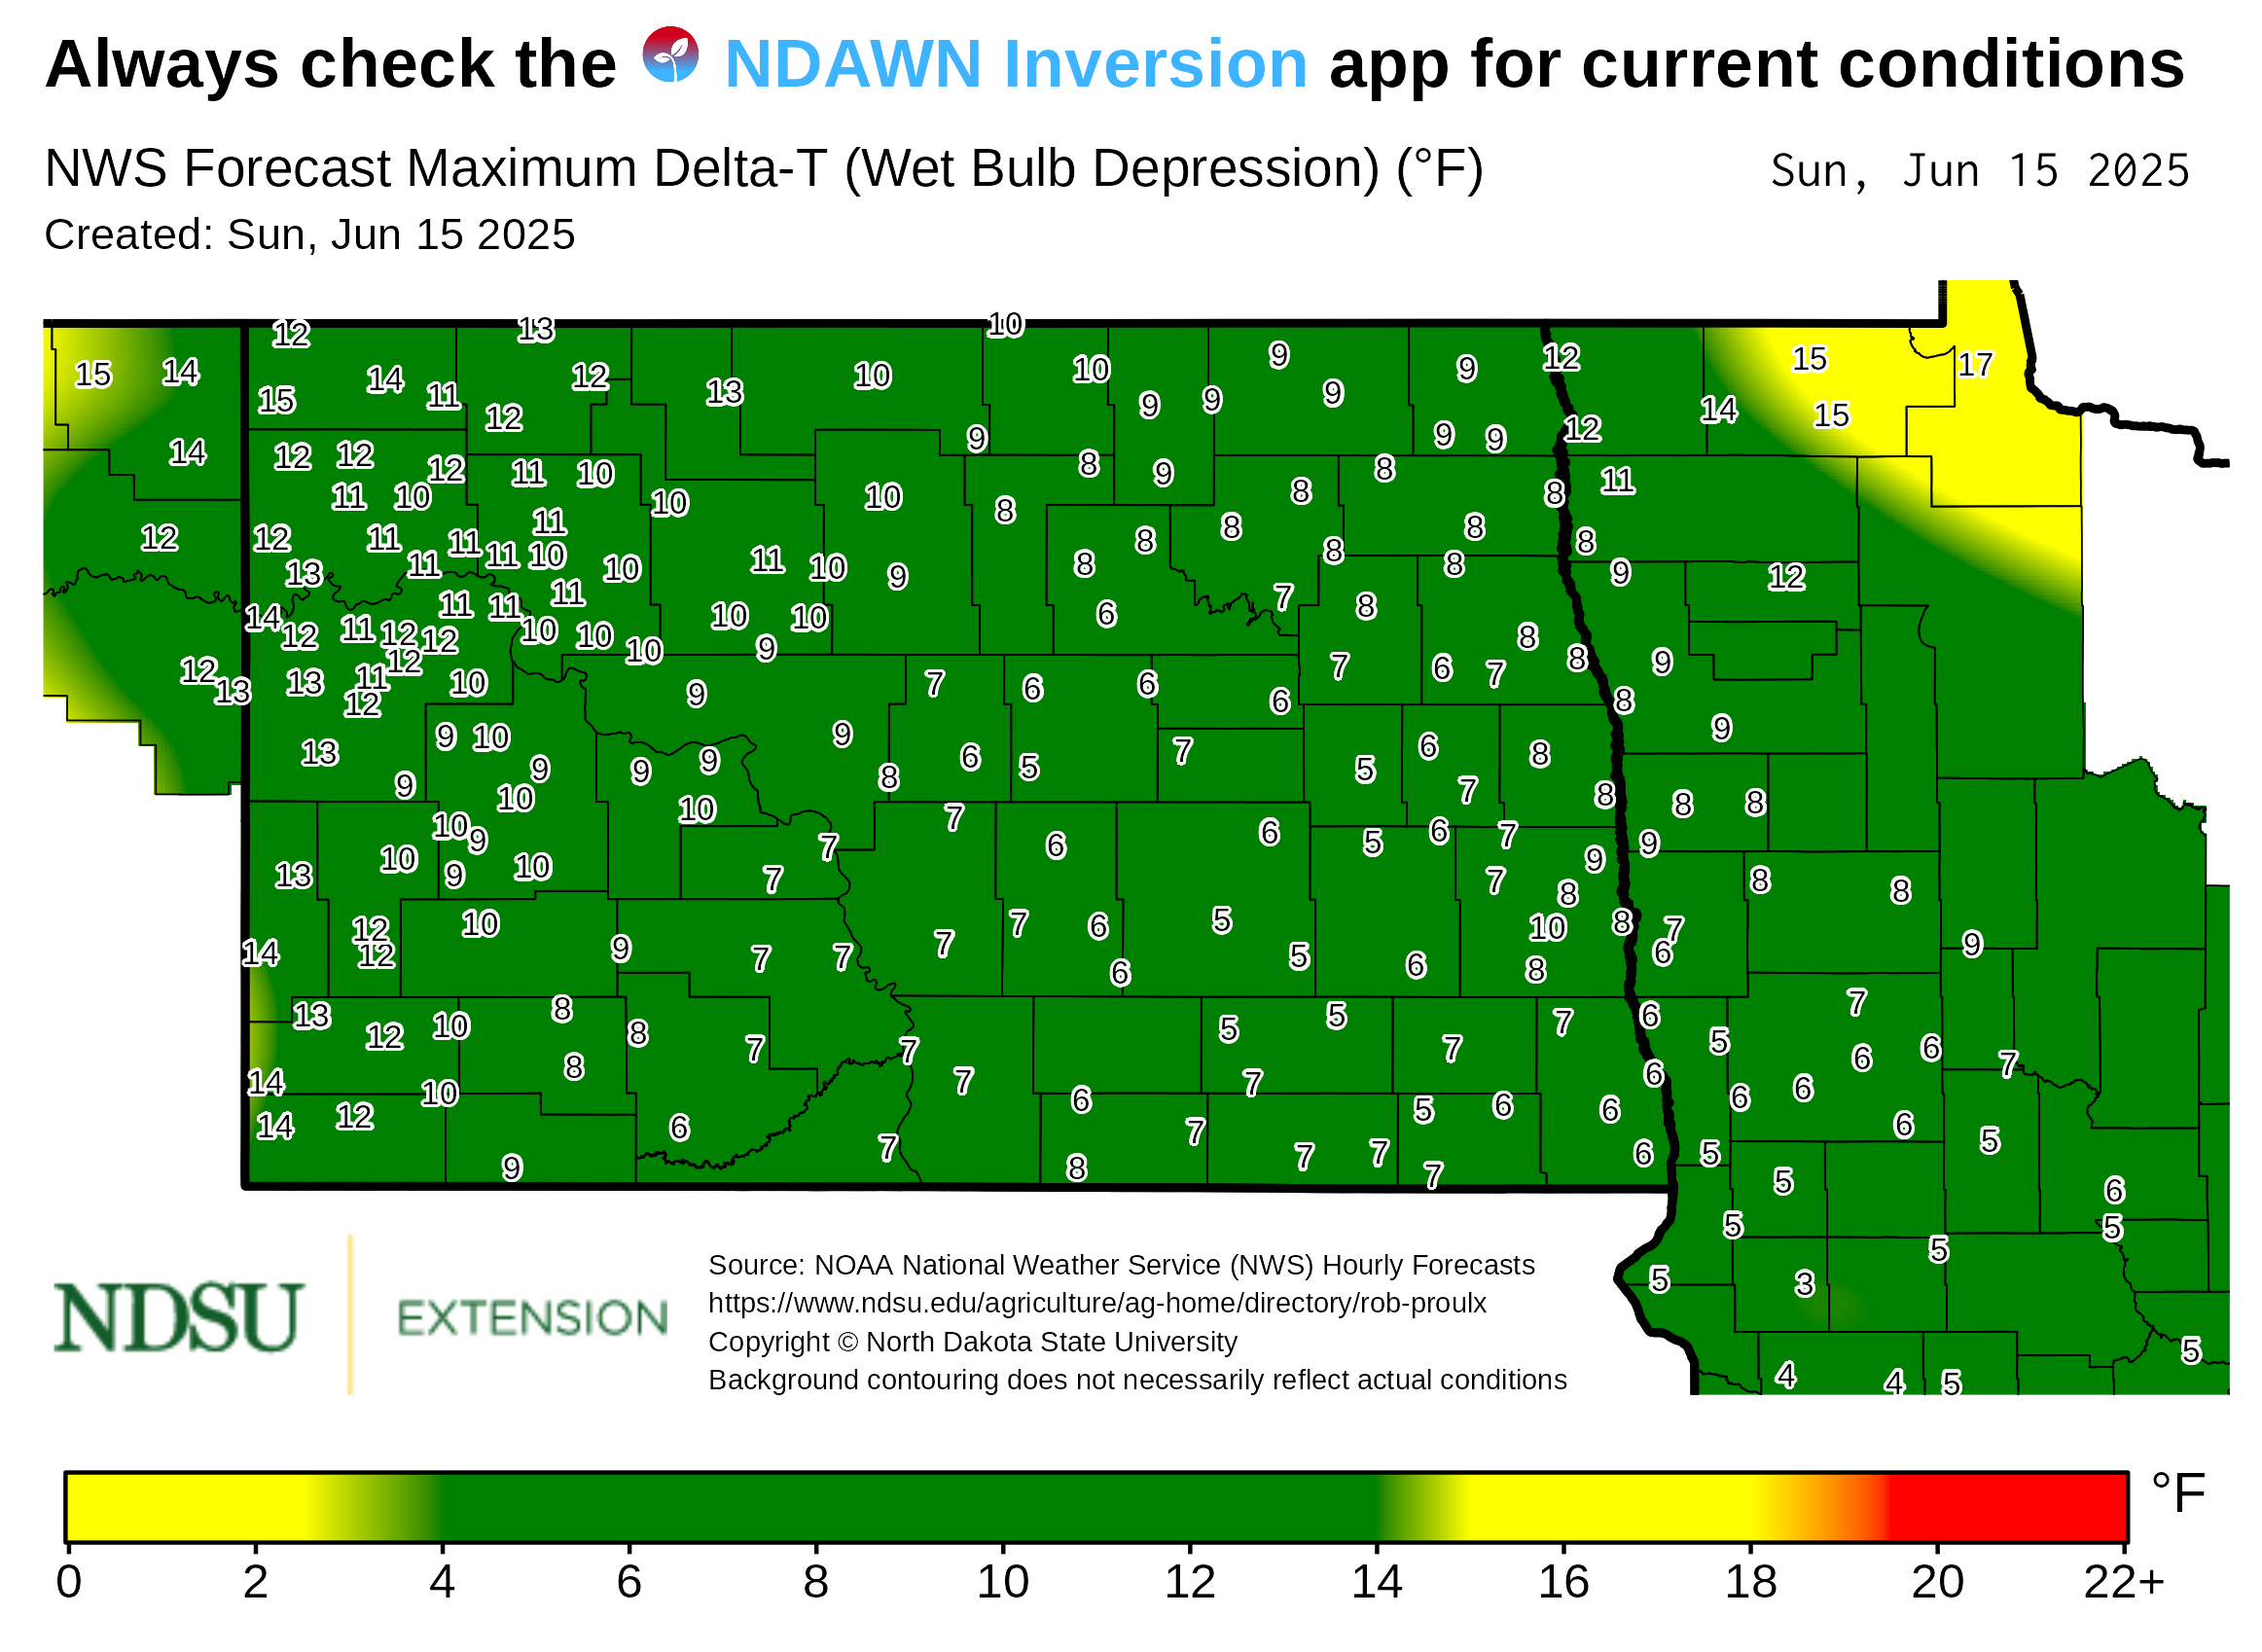 Always check the NDAWN Inversion app for current conditions
NWS Forecast Maximum Delta-T (Wet Bulb Depression) (°F) Sun, Jun 15 2025
Created: Sun, Jun 15 2025
12 13 10
15 14 15 14 11 12 12 13 10 10 9 9 9 9 9 12 15 17
14 12 12 12 11 10 9 8 9 9 9 12 14 15
11 10 10 10 8 8 8 8 11
12 12 11 11 11 11 10 8 8 8 8 8
13 11 10 11 10 9 8 8 8 9 12
14 12 11 12 12 11 11 11 10 10 10 10 10 9 6 7 8 8
12 13 13 11 12 12 10 9 7 6 6 6 7 6 7 8 9 8
13 9 10 9 9 9 9 8 6 5 7 5 6 8 9
9 10 10 7 7 8 8 8
10 9 10 9 10 7 7 6 6 5 6 7 9 9
13 7 8 8 8
14 12 12 10 9 7 7 7 7 6 5 5 6 10 8 8 7 6 9
13 12 10 8 8 8 7 7 6 5 5 7 7 6 5 7 6 6 7
14 10 7 6 7 5 6 6 6 6 6
14 12 9 6 7 8 7 7 7 7 6 5 6 5
5 5 6 5
5 3 5
4 4 5 5
NDSU EXTENSION
Source: NOAA National Weather Service (NWS) Hourly Forecasts
https://www.ndsu.edu/agriculture/ag-home/directory/rob-proulx
Copyright © North Dakota State University
Background contouring does not necessarily reflect actual conditions
°F
0 2 4 6 8 10 12 14 16 18 20 22+